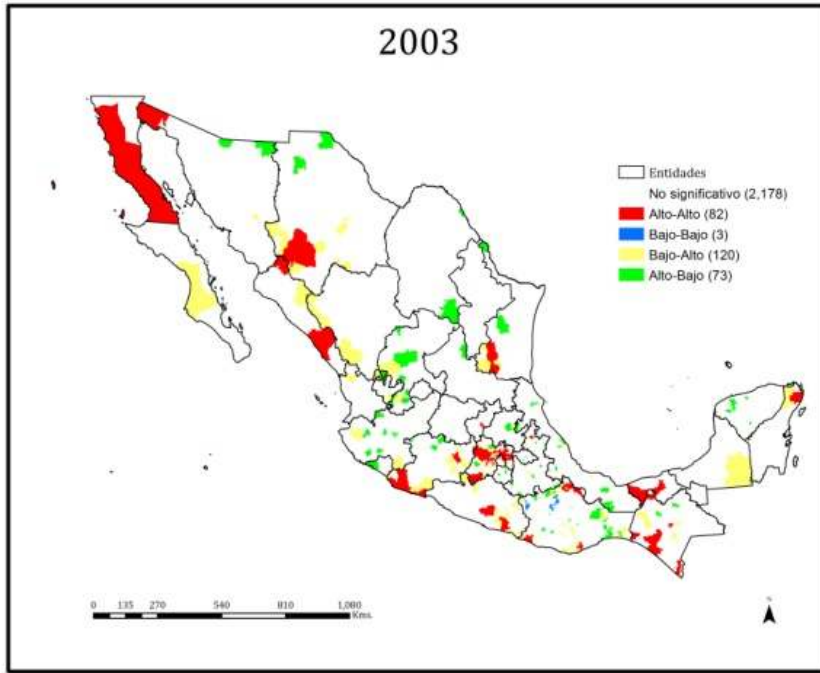 2003
Entidades
No significativo (2,178)
Alto-Alto (82)
Bajo-Bajo (3)
Bajo-Alto (120)
Alto-Bajo (73)
0 135 270 540 810 1,080
Kms.